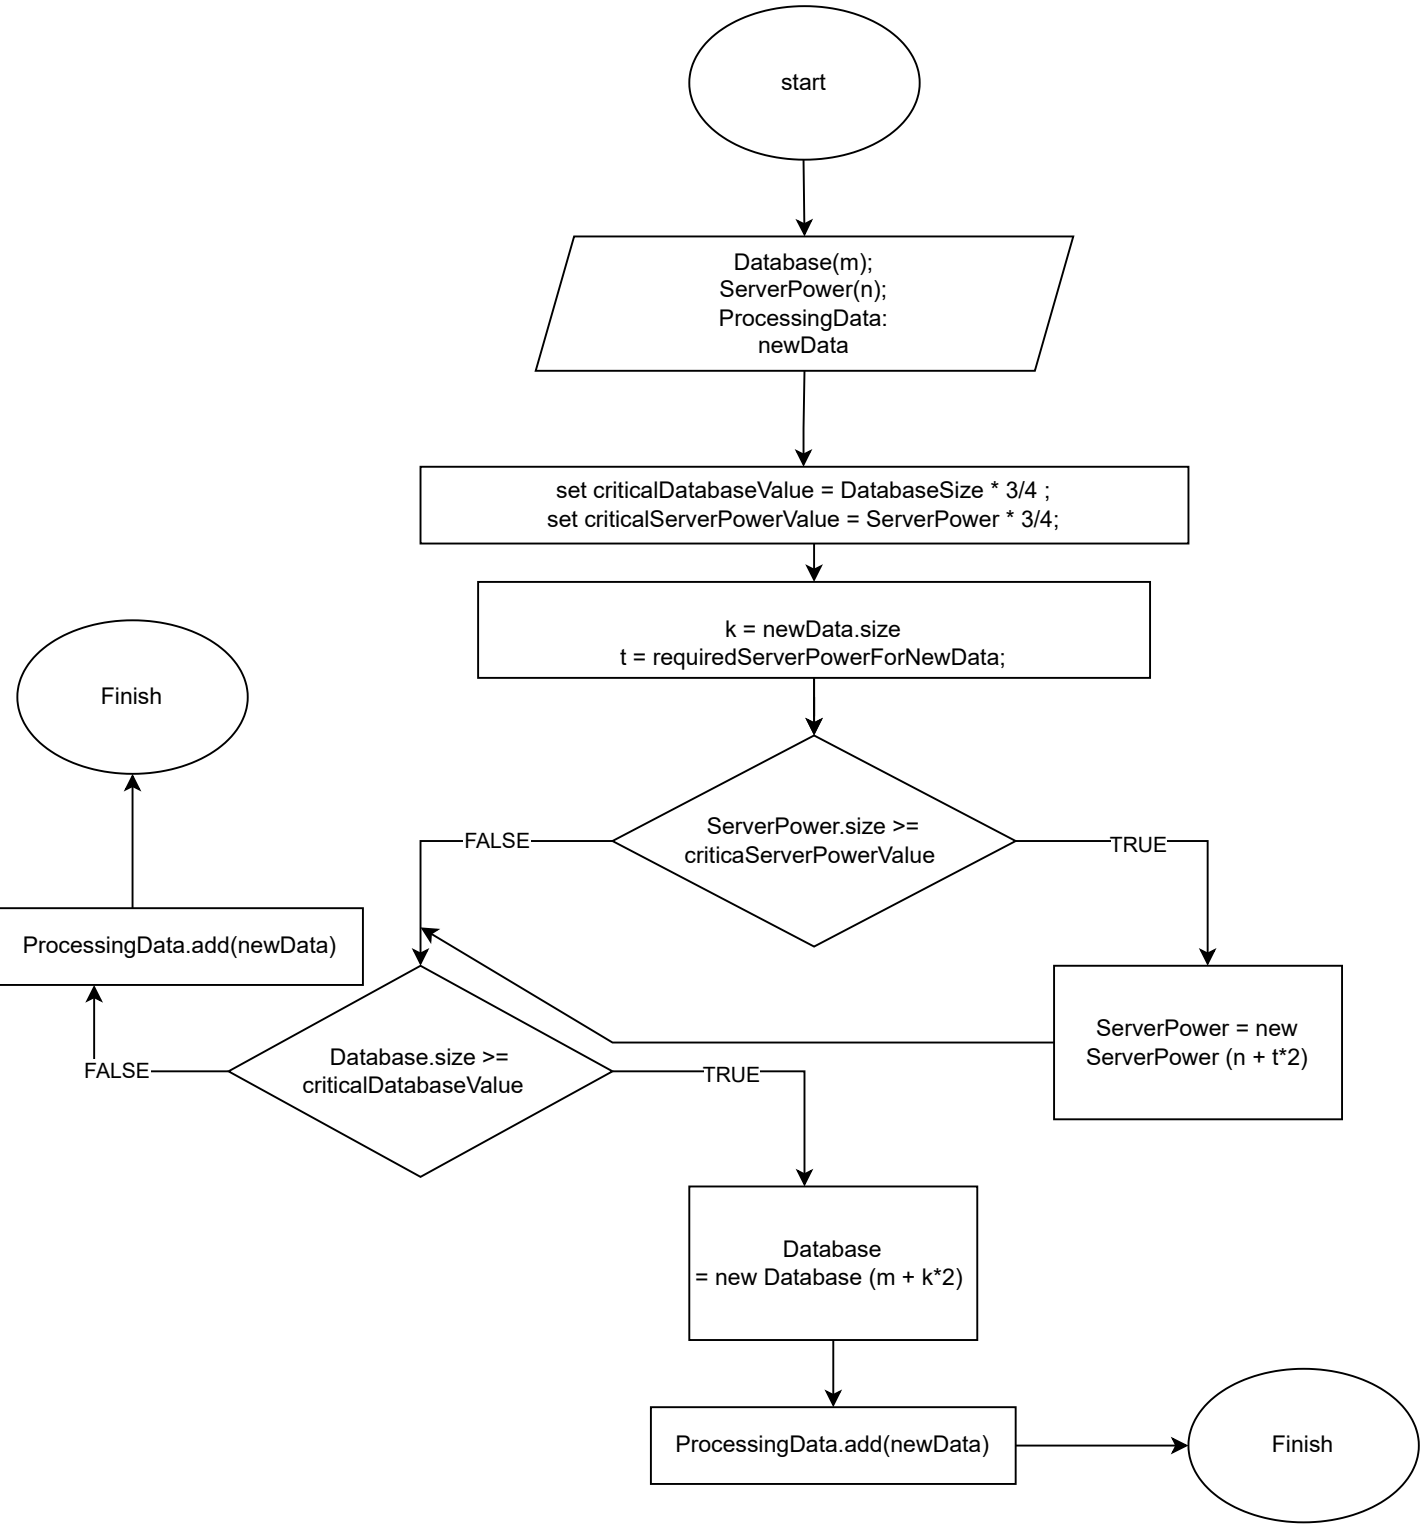 start
Database(m);
ServerPower(n);
ProcessingData:
newData
set criticalDatabaseValue = DatabaseSize * 3/4 ;
set criticalServerPowerValue = ServerPower * 3/4;
k = newData.size
t = requiredServerPowerForNewData;
Finish
ServerPower.size >=
criticaServerPowerValue
FALSE
TRUE
ProcessingData.add(newData)
ServerPower = new
ServerPower (n + t*2)
Database.size >=
criticalDatabaseValue
FALSE
TRUE
Database
= new Database (m + k*2)
ProcessingData.add(newData)
Finish